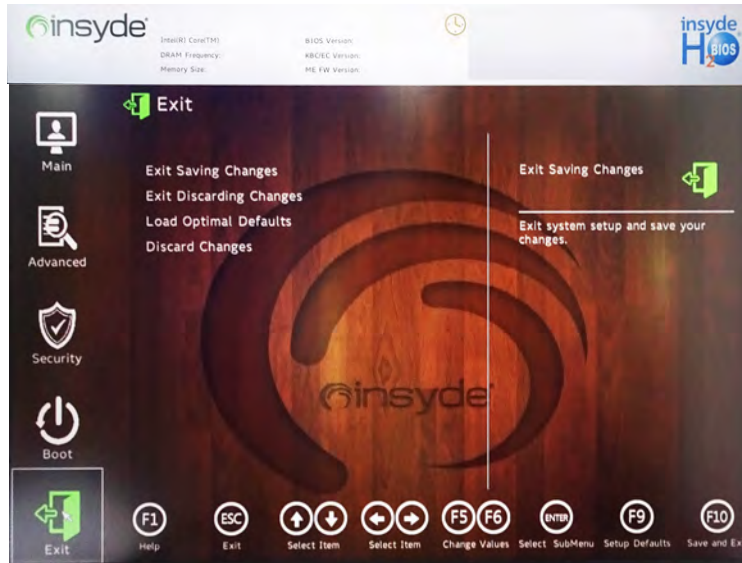 insyde
Intel(R) Core(TM)
DRAM Frequency:
Memory Size:
BIOS Version:
KBC/EC Version:
ME FW Version:
insyde
H2O BIOS
Exit
Main
Advanced
Security
Boot
Exit
Exit Saving Changes
Exit Discarding Changes
Load Optimal Defaults
Discard Changes
Exit Saving Changes
Exit system setup and save your
changes.
insyde
F1
Help
ESC
Exit
Select Item
Select Item
F5 F6
Change Values
ENTER
Select SubMenu
F9
Setup Defaults
F10
Save and Ex